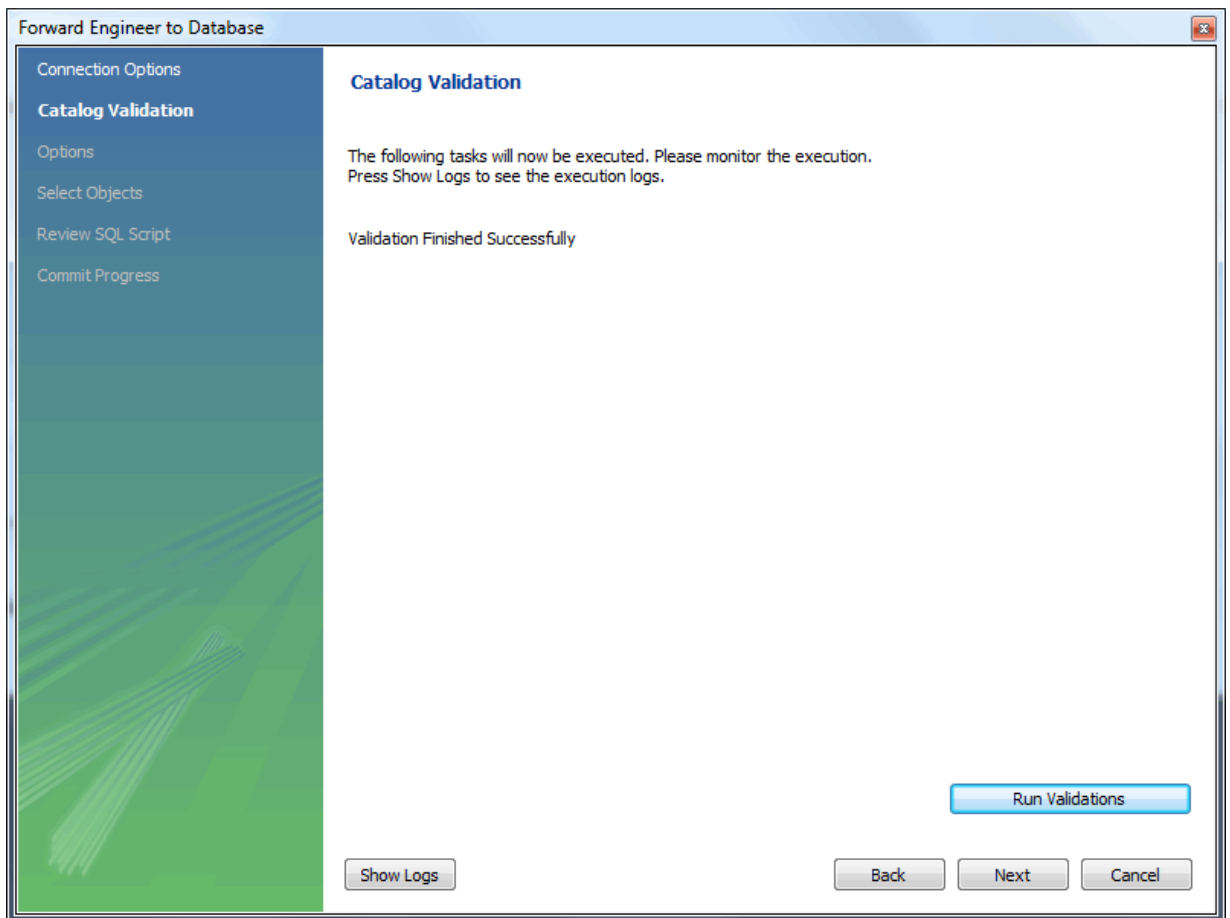 Forward Engineer to Database
Connection Options
Catalog Validation
Options
Select Objects
Review SQL Script
Commit Progress
Catalog Validation
The following tasks will now be executed. Please monitor the execution.
Press Show Logs to see the execution logs.
Validation Finished Successfully
Run Validations
Show Logs
Back
Next
Cancel